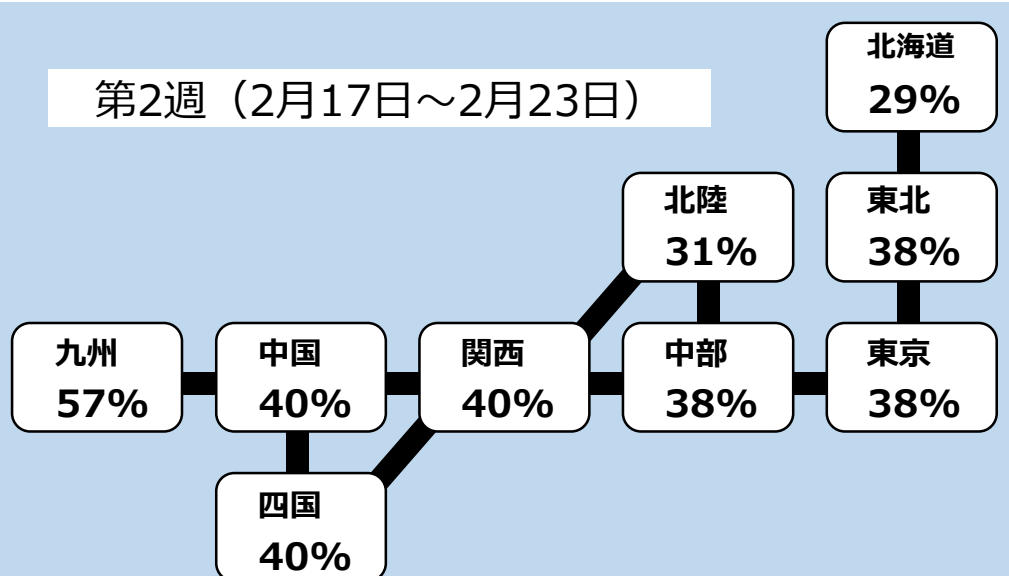 第2週（2月17日～2月23日）
北海道
29%
北陸
31%
東北
38%
九州
57%
中国
40%
関西
40%
中部
38%
東京
38%
四国
40%